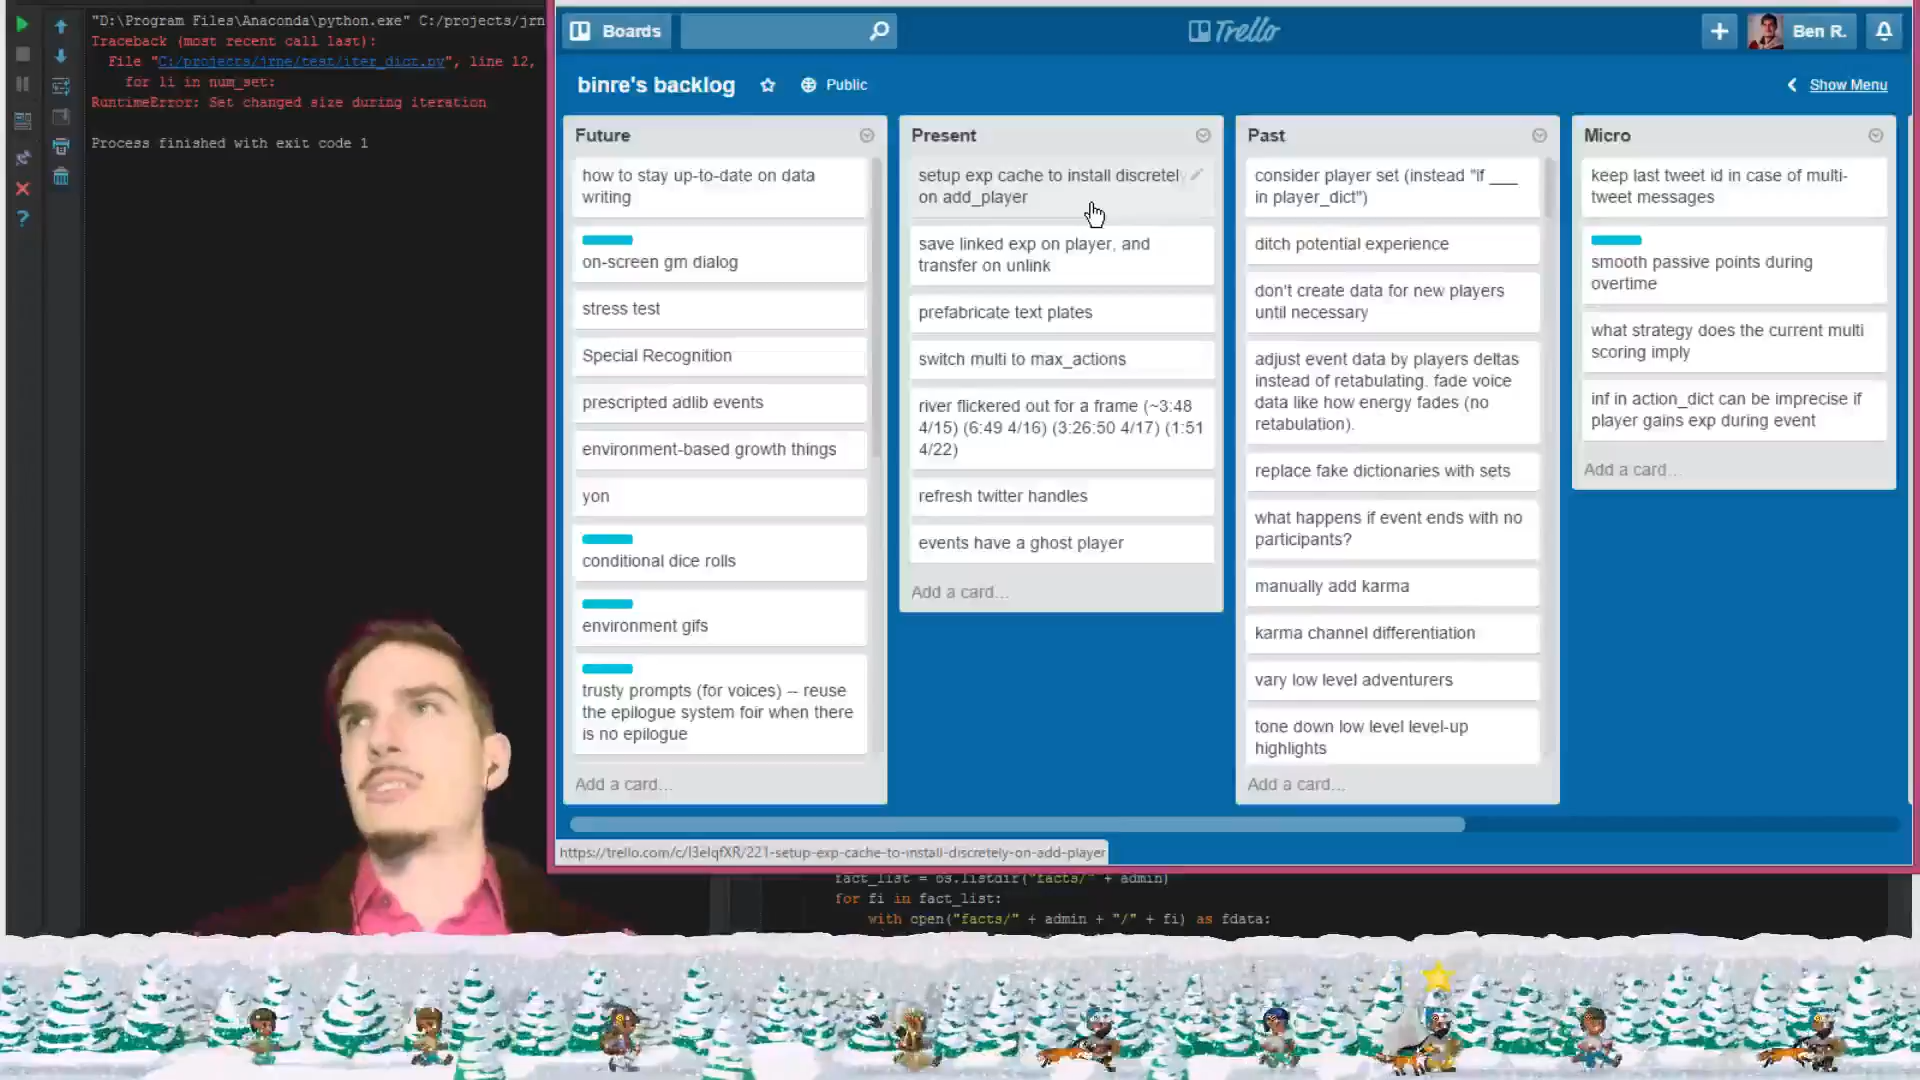 "D:\Program Files\Anaconda\python.exe" C:/projects/jrn
Traceback (most recent call last):
File "C:/projects/jrne/test/iter_dict.py", line 12,
for li in num_set:
RuntimeError: Set changed size during iteration
Process finished with exit code 1
Boards
Trello
Ben R.
binre's backlog
Public
Show Menu
Future
how to stay up-to-date on data
writing
on-screen gm dialog
stress test
Special Recognition
prescripted adlib events
environment-based growth things
yon
conditional dice rolls
environment gifs
trusty prompts (for voices) -- reuse
the epilogue system foir when there
is no epilogue
Add a card...
Present
setup exp cache to install discretely
on add_player
save linked exp on player, and
transfer on unlink
prefabricate text plates
switch multi to max_actions
river flickered out for a frame (~3:48
4/15) (6:49 4/16) (3:26:50 4/17) (1:51
4/22)
refresh twitter handles
events have a ghost player
Add a card...
Past
consider player set (instead "if ___
in player_dict")
ditch potential experience
don't create data for new players
until necessary
adjust event data by players deltas
instead of retabulating. fade voice
data like how energy fades (no
retabulation).
replace fake dictionaries with sets
what happens if event ends with no
participants?
manually add karma
karma channel differentiation
vary low level adventurers
tone down low level level-up
highlights
Add a card...
Micro
keep last tweet id in case of multi-
tweet messages
smooth passive points during
overtime
what strategy does the current multi
scoring imply
inf in action_dict can be imprecise if
player gains exp during event
Add a card...
https://trello.com/c/l3elqfXR/221-setup-exp-cache-to-install-discretely-on-add-player
fact_list = os.listdir("facts/" + admin)
for fi in fact_list:
with open("facts/" + admin + "/" + fi) as fdata: